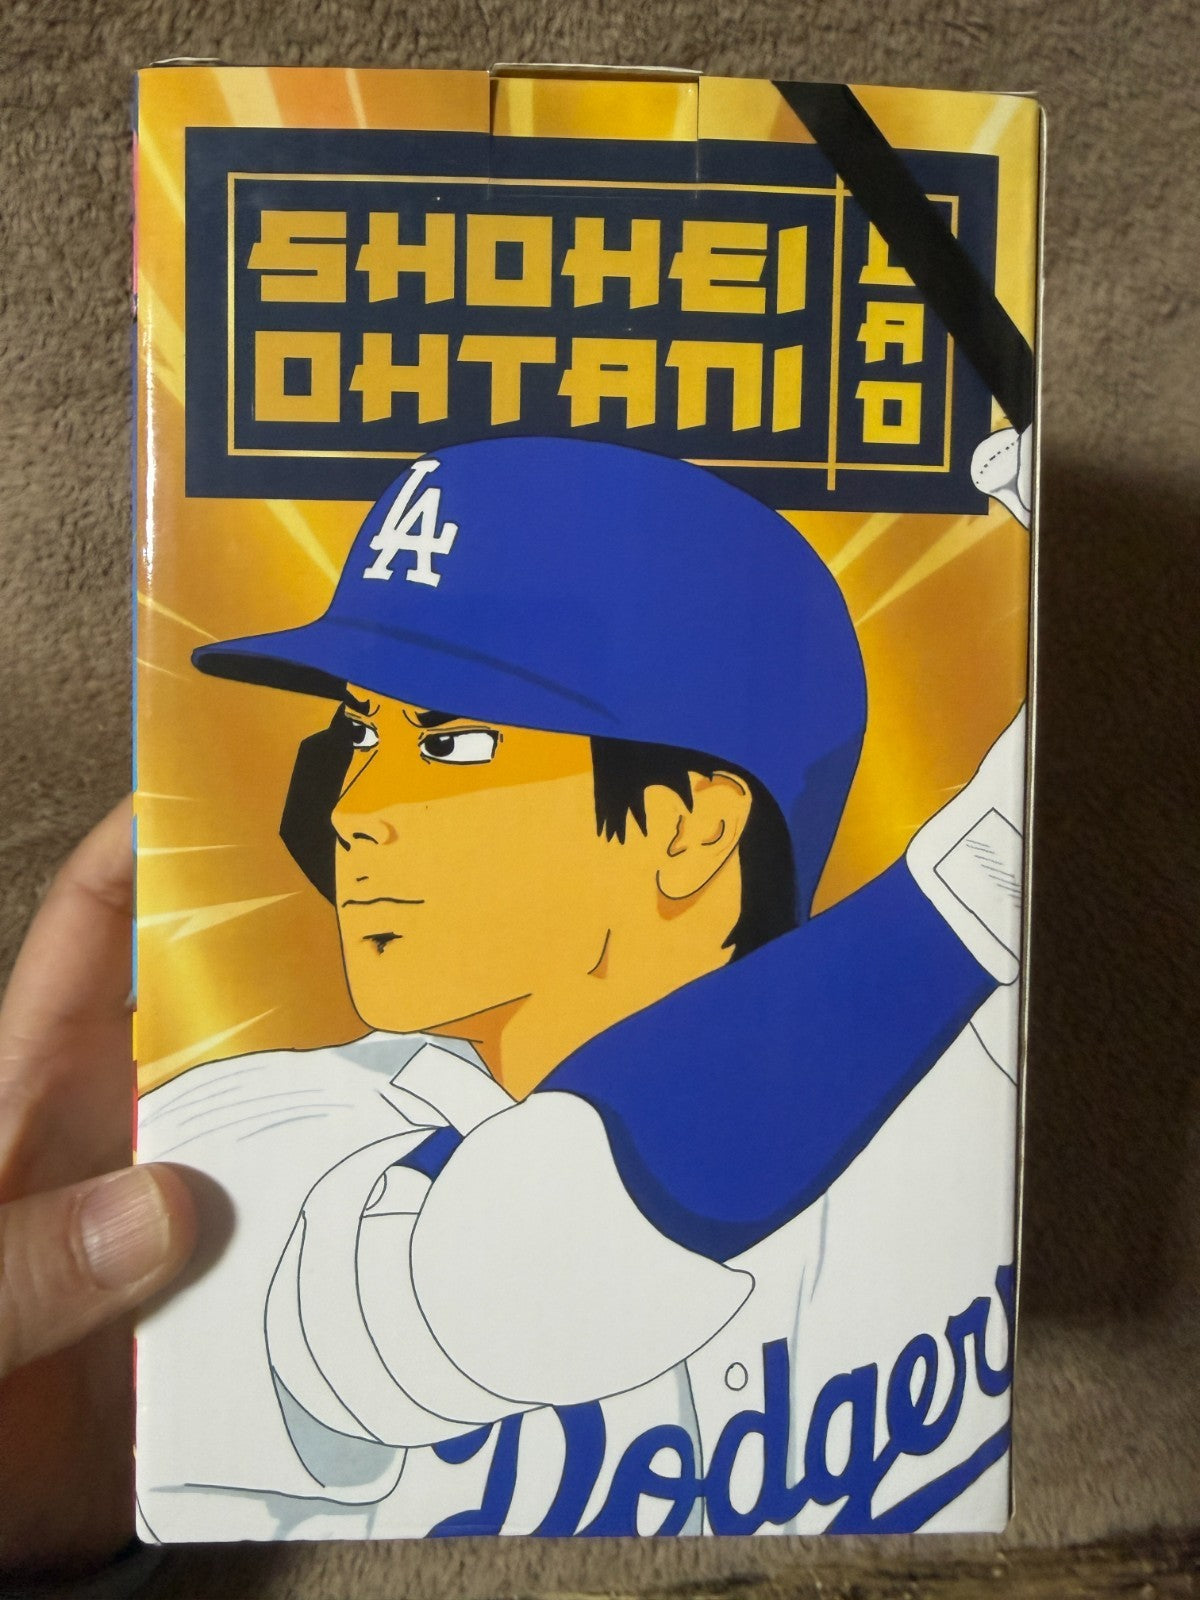 SHOHEI
OHTANI
LAD
LA
Dodgers